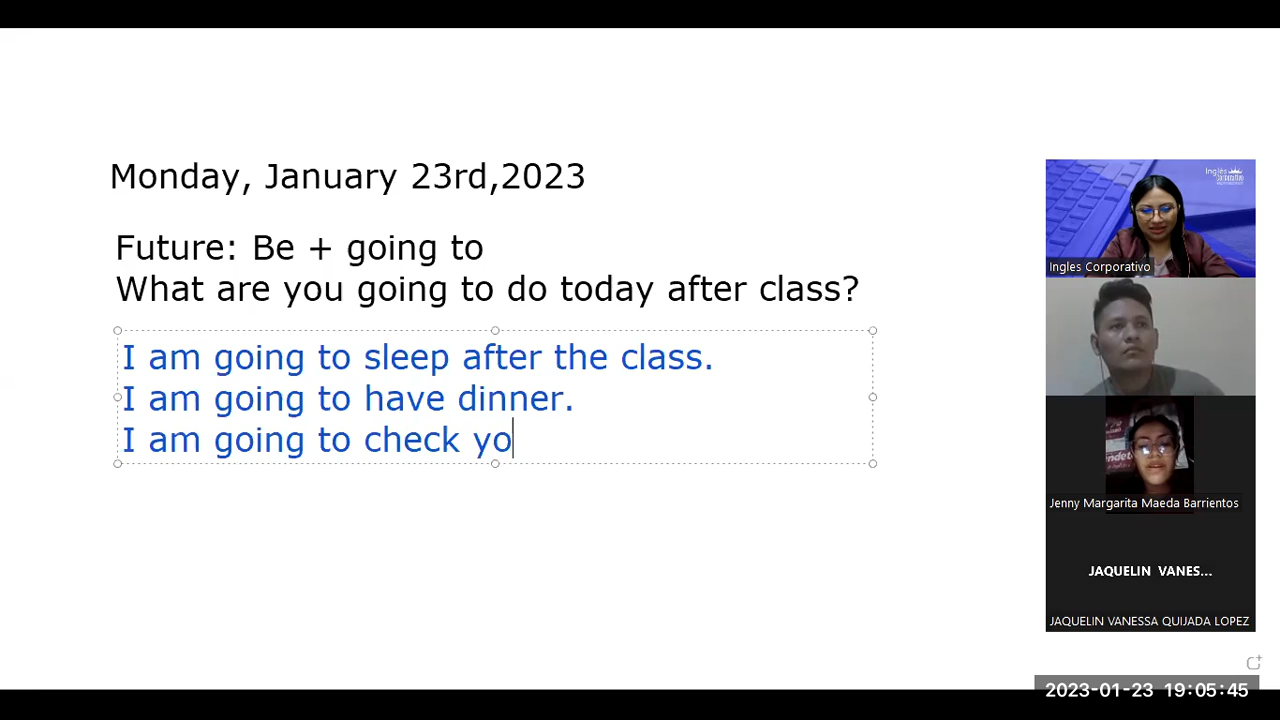 Monday, January 23rd,2023
Future: Be + going to
What are you going to do today after class?
I am going to sleep after the class.
I am going to have dinner.
I am going to check yo
Ingles Corporativo
Jenny Margarita Maeda Barrientos
JAQUELIN VANES...
JAQUELIN VANESSA QUIJADA LOPEZ
2023-01-23 19:05:45